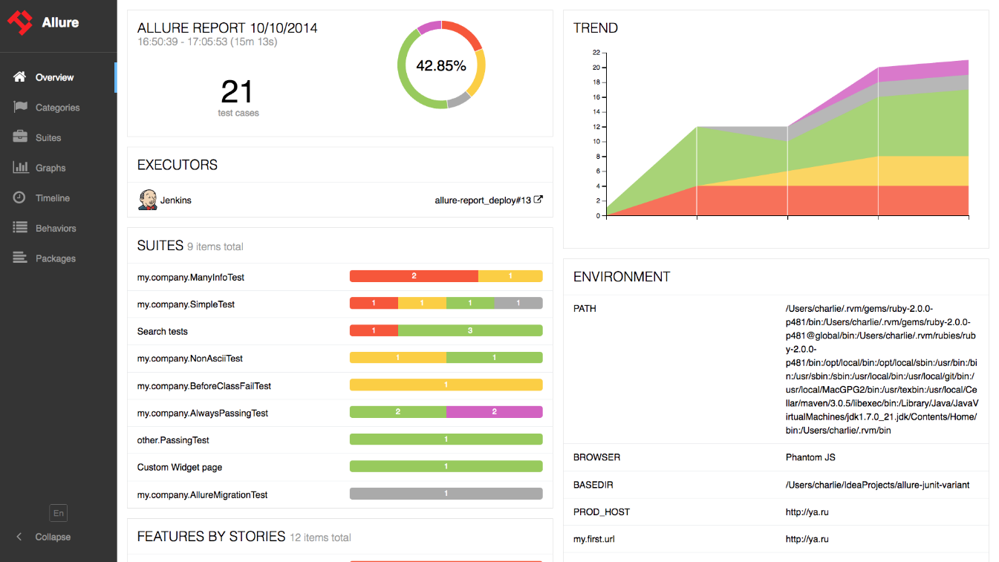 Allure
Overview
Categories
Suites
Graphs
Timeline
Behaviors
Packages
En
Collapse
ALLURE REPORT 10/10/2014
16:50:39 - 17:05:53 (15m 13s)
21
test cases
42.85%
EXECUTORS
Jenkins
allure-report_deploy#13
SUITES 9 items total
my.company.ManyInfoTest 2 1
my.company.SimpleTest 1 1 1 1
Search tests 1 3
my.company.NonAsciiTest 1 1
my.company.BeforeClassFailTest 1
my.company.AlwaysPassingTest 2 2
other.PassingTest 1
Custom Widget page 1
my.company.AllureMigrationTest 1
FEATURES BY STORIES 12 items total
TREND
22
20
18
16
14
12
10
8
6
4
2
0
ENVIRONMENT
PATH
/Users/charlie/.rvm/gems/ruby-2.0.0-
p481/bin:/Users/charlie/.rvm/gems/ruby-2.0.0-
p481@global/bin:/Users/charlie/.rvm/rubies/rub
y-2.0.0-
p481/bin:/opt/local/bin:/opt/local/sbin:/usr/bin:/bi
n:/usr/sbin:/sbin:/usr/local/bin:/usr/local/git/bin:/
usr/local/MacGPG2/bin:/usr/texbin:/usr/local/Ce
llar/maven/3.0.5/libexec/bin:/Library/Java/JavaV
irtualMachines/jdk1.7.0_21.jdk/Contents/Home/
bin:/Users/charlie/.rvm/bin
BROWSER Phantom JS
BASEDIR /Users/charlie/IdeaProjects/allure-junit-variant
PROD_HOST http://ya.ru
my.first.url http://ya.ru